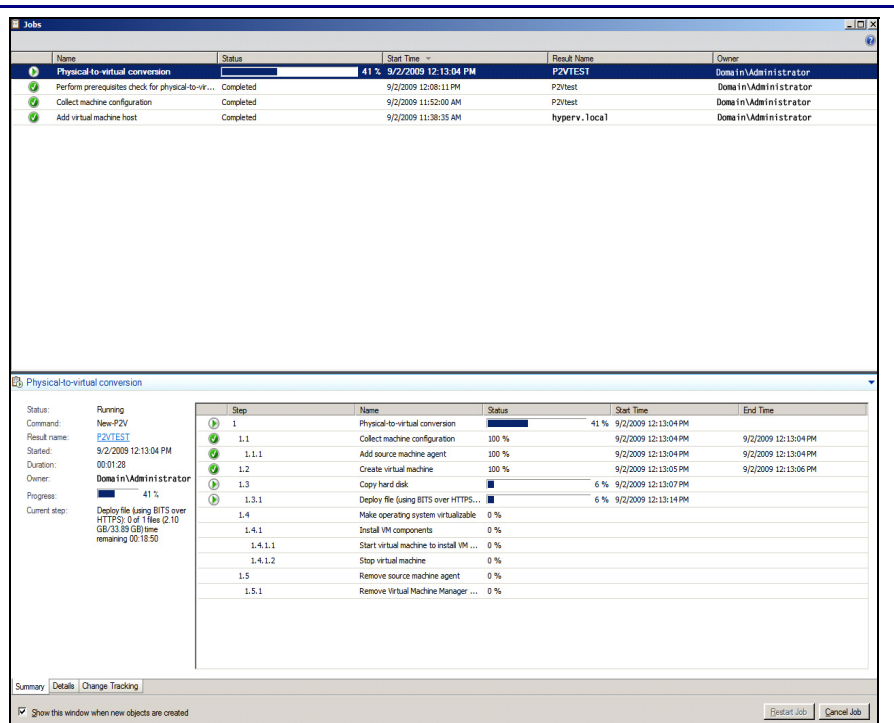 Jobs
Name Status Start Time Result Name Owner
Physical-to-virtual conversion 41 % 9/2/2009 12:13:04 PM P2VTEST Domain\Administrator
Perform prerequisites check for physical-to-vir... Completed 9/2/2009 12:08:11 PM P2Vtest Domain\Administrator
Collect machine configuration Completed 9/2/2009 11:52:00 AM P2Vtest Domain\Administrator
Add virtual machine host Completed 9/2/2009 11:38:35 AM hyperv.local Domain\Administrator
Physical-to-virtual conversion
Status: Running
Command: New-P2V
Result name: P2VTEST
Started: 9/2/2009 12:13:04 PM
Duration: 00:01:28
Owner: Domain\Administrator
Progress: 41 %
Current step: Deploy file (using BITS over
HTTPS): 0 of 1 files (2.10
GB/33.89 GB) time
remaining 00:18:50
Step Name Status Start Time End Time
1 Physical-to-virtual conversion 41 % 9/2/2009 12:13:04 PM
1.1 Collect machine configuration 100 % 9/2/2009 12:13:04 PM 9/2/2009 12:13:04 PM
1.1.1 Add source machine agent 100 % 9/2/2009 12:13:04 PM 9/2/2009 12:13:04 PM
1.2 Create virtual machine 100 % 9/2/2009 12:13:05 PM 9/2/2009 12:13:06 PM
1.3 Copy hard disk 6 % 9/2/2009 12:13:07 PM
1.3.1 Deploy file (using BITS over HTTPS... 6 % 9/2/2009 12:13:14 PM
1.4 Make operating system virtualizable 0 %
1.4.1 Install VM components 0 %
1.4.1.1 Start virtual machine to install VM ... 0 %
1.4.1.2 Stop virtual machine 0 %
1.5 Remove source machine agent 0 %
1.5.1 Remove Virtual Machine Manager ... 0 %
Summary Details Change Tracking
Show this window when new objects are created
Restart Job Cancel Job